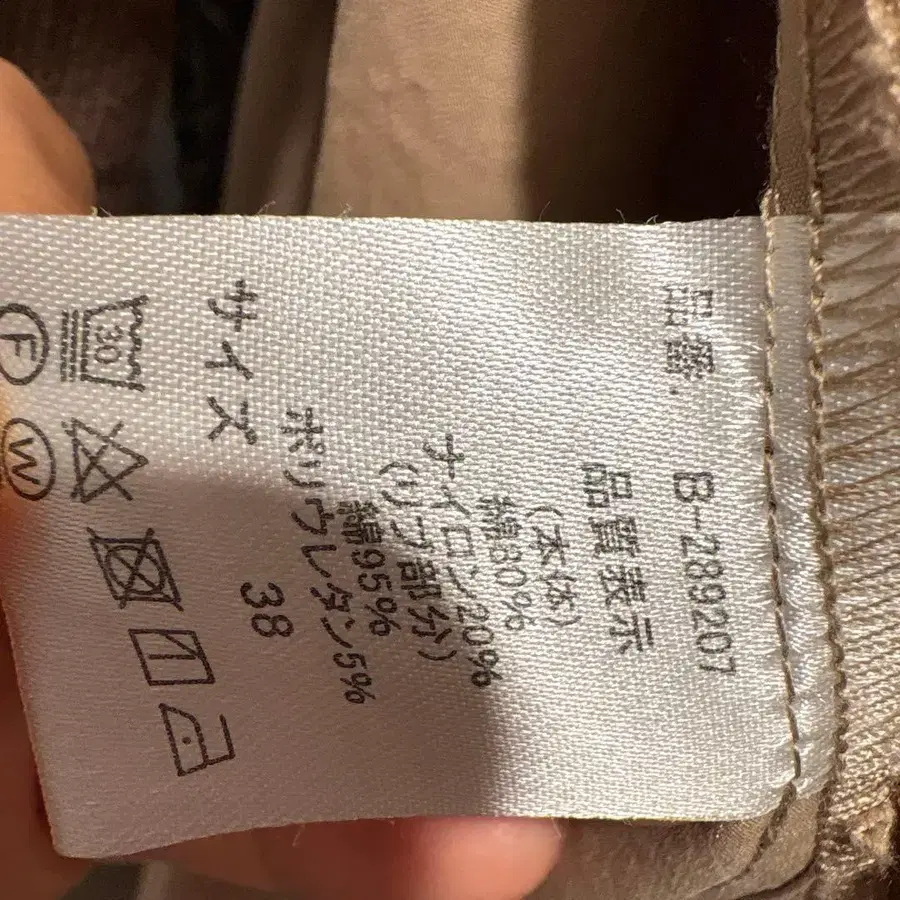 品番. B-289207
品質表示
(本体)
綿80%
ナイロン20%
(リブ部分)
綿95%
ポリウレタン5%
サイズ 38
30
F W